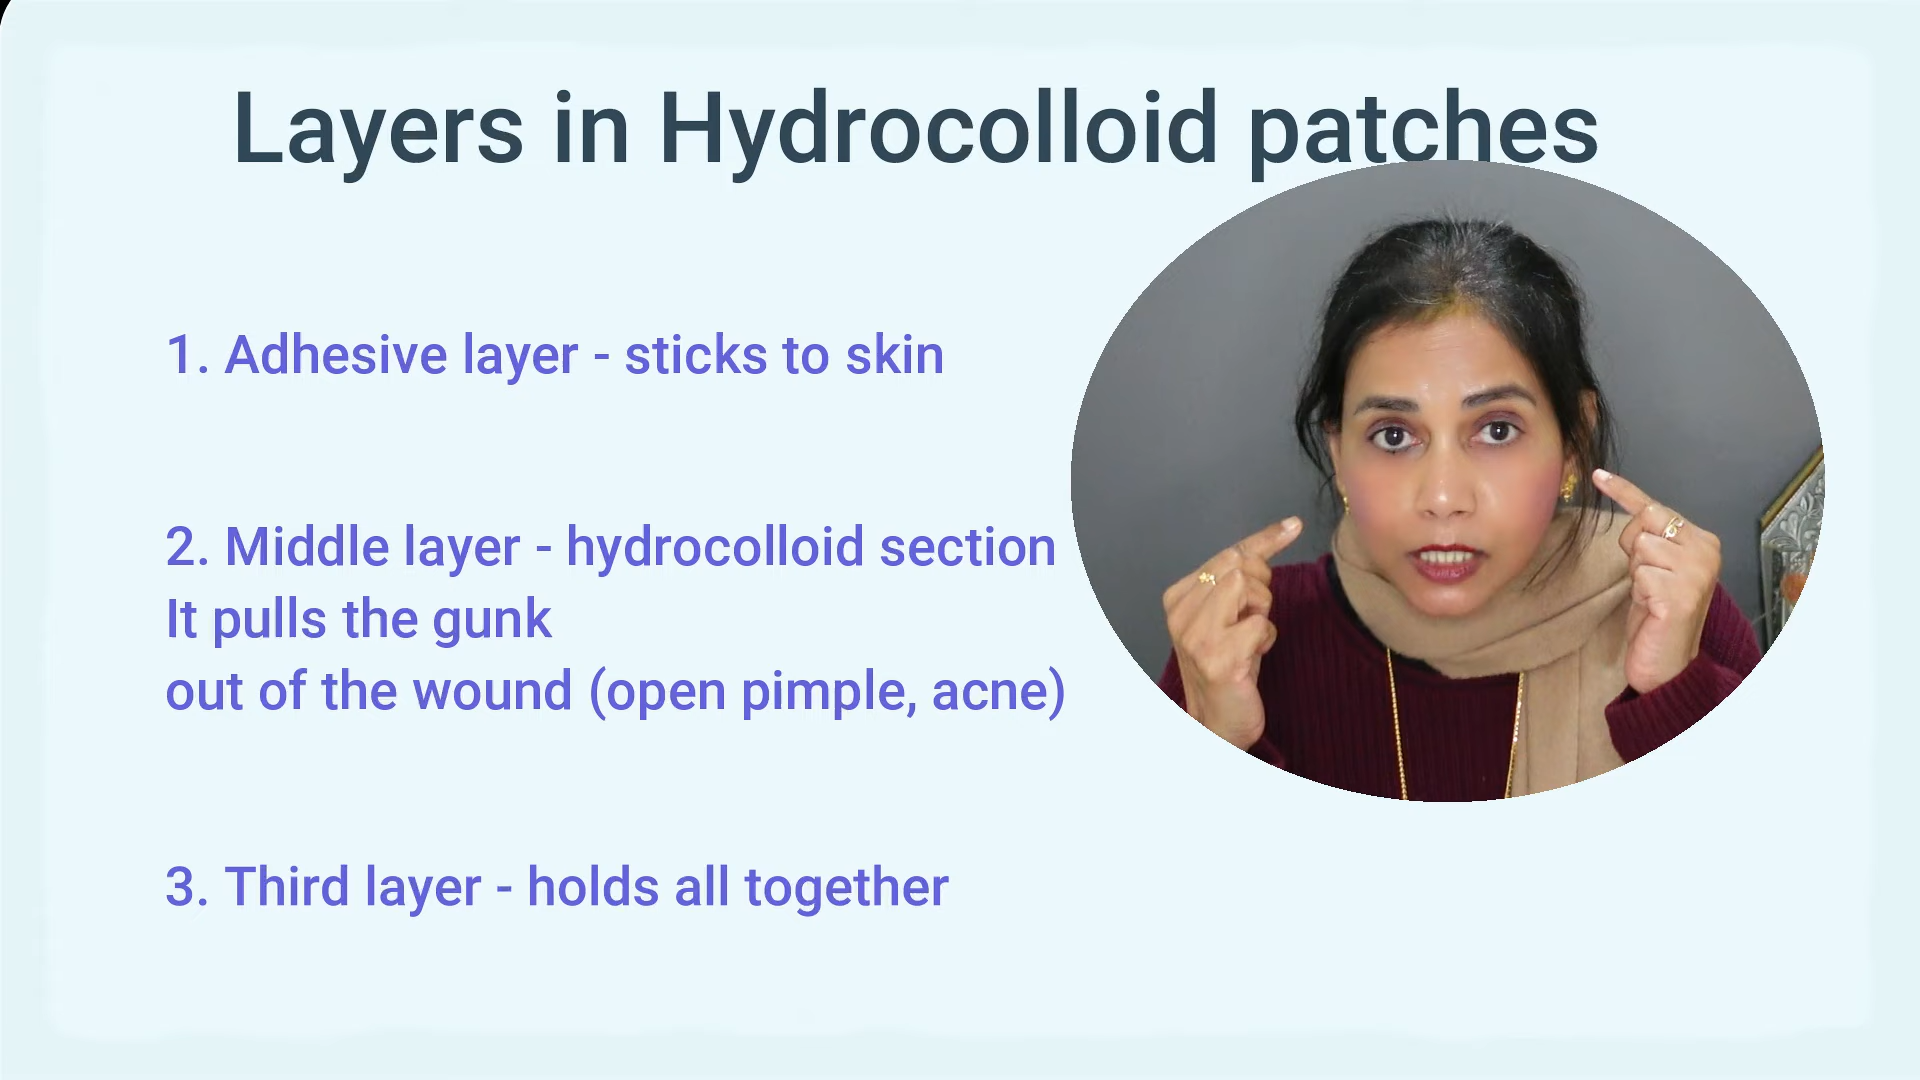 Layers in Hydrocolloid patches
1. Adhesive layer - sticks to skin
2. Middle layer - hydrocolloid section
It pulls the gunk
out of the wound (open pimple, acne)
3. Third layer - holds all together